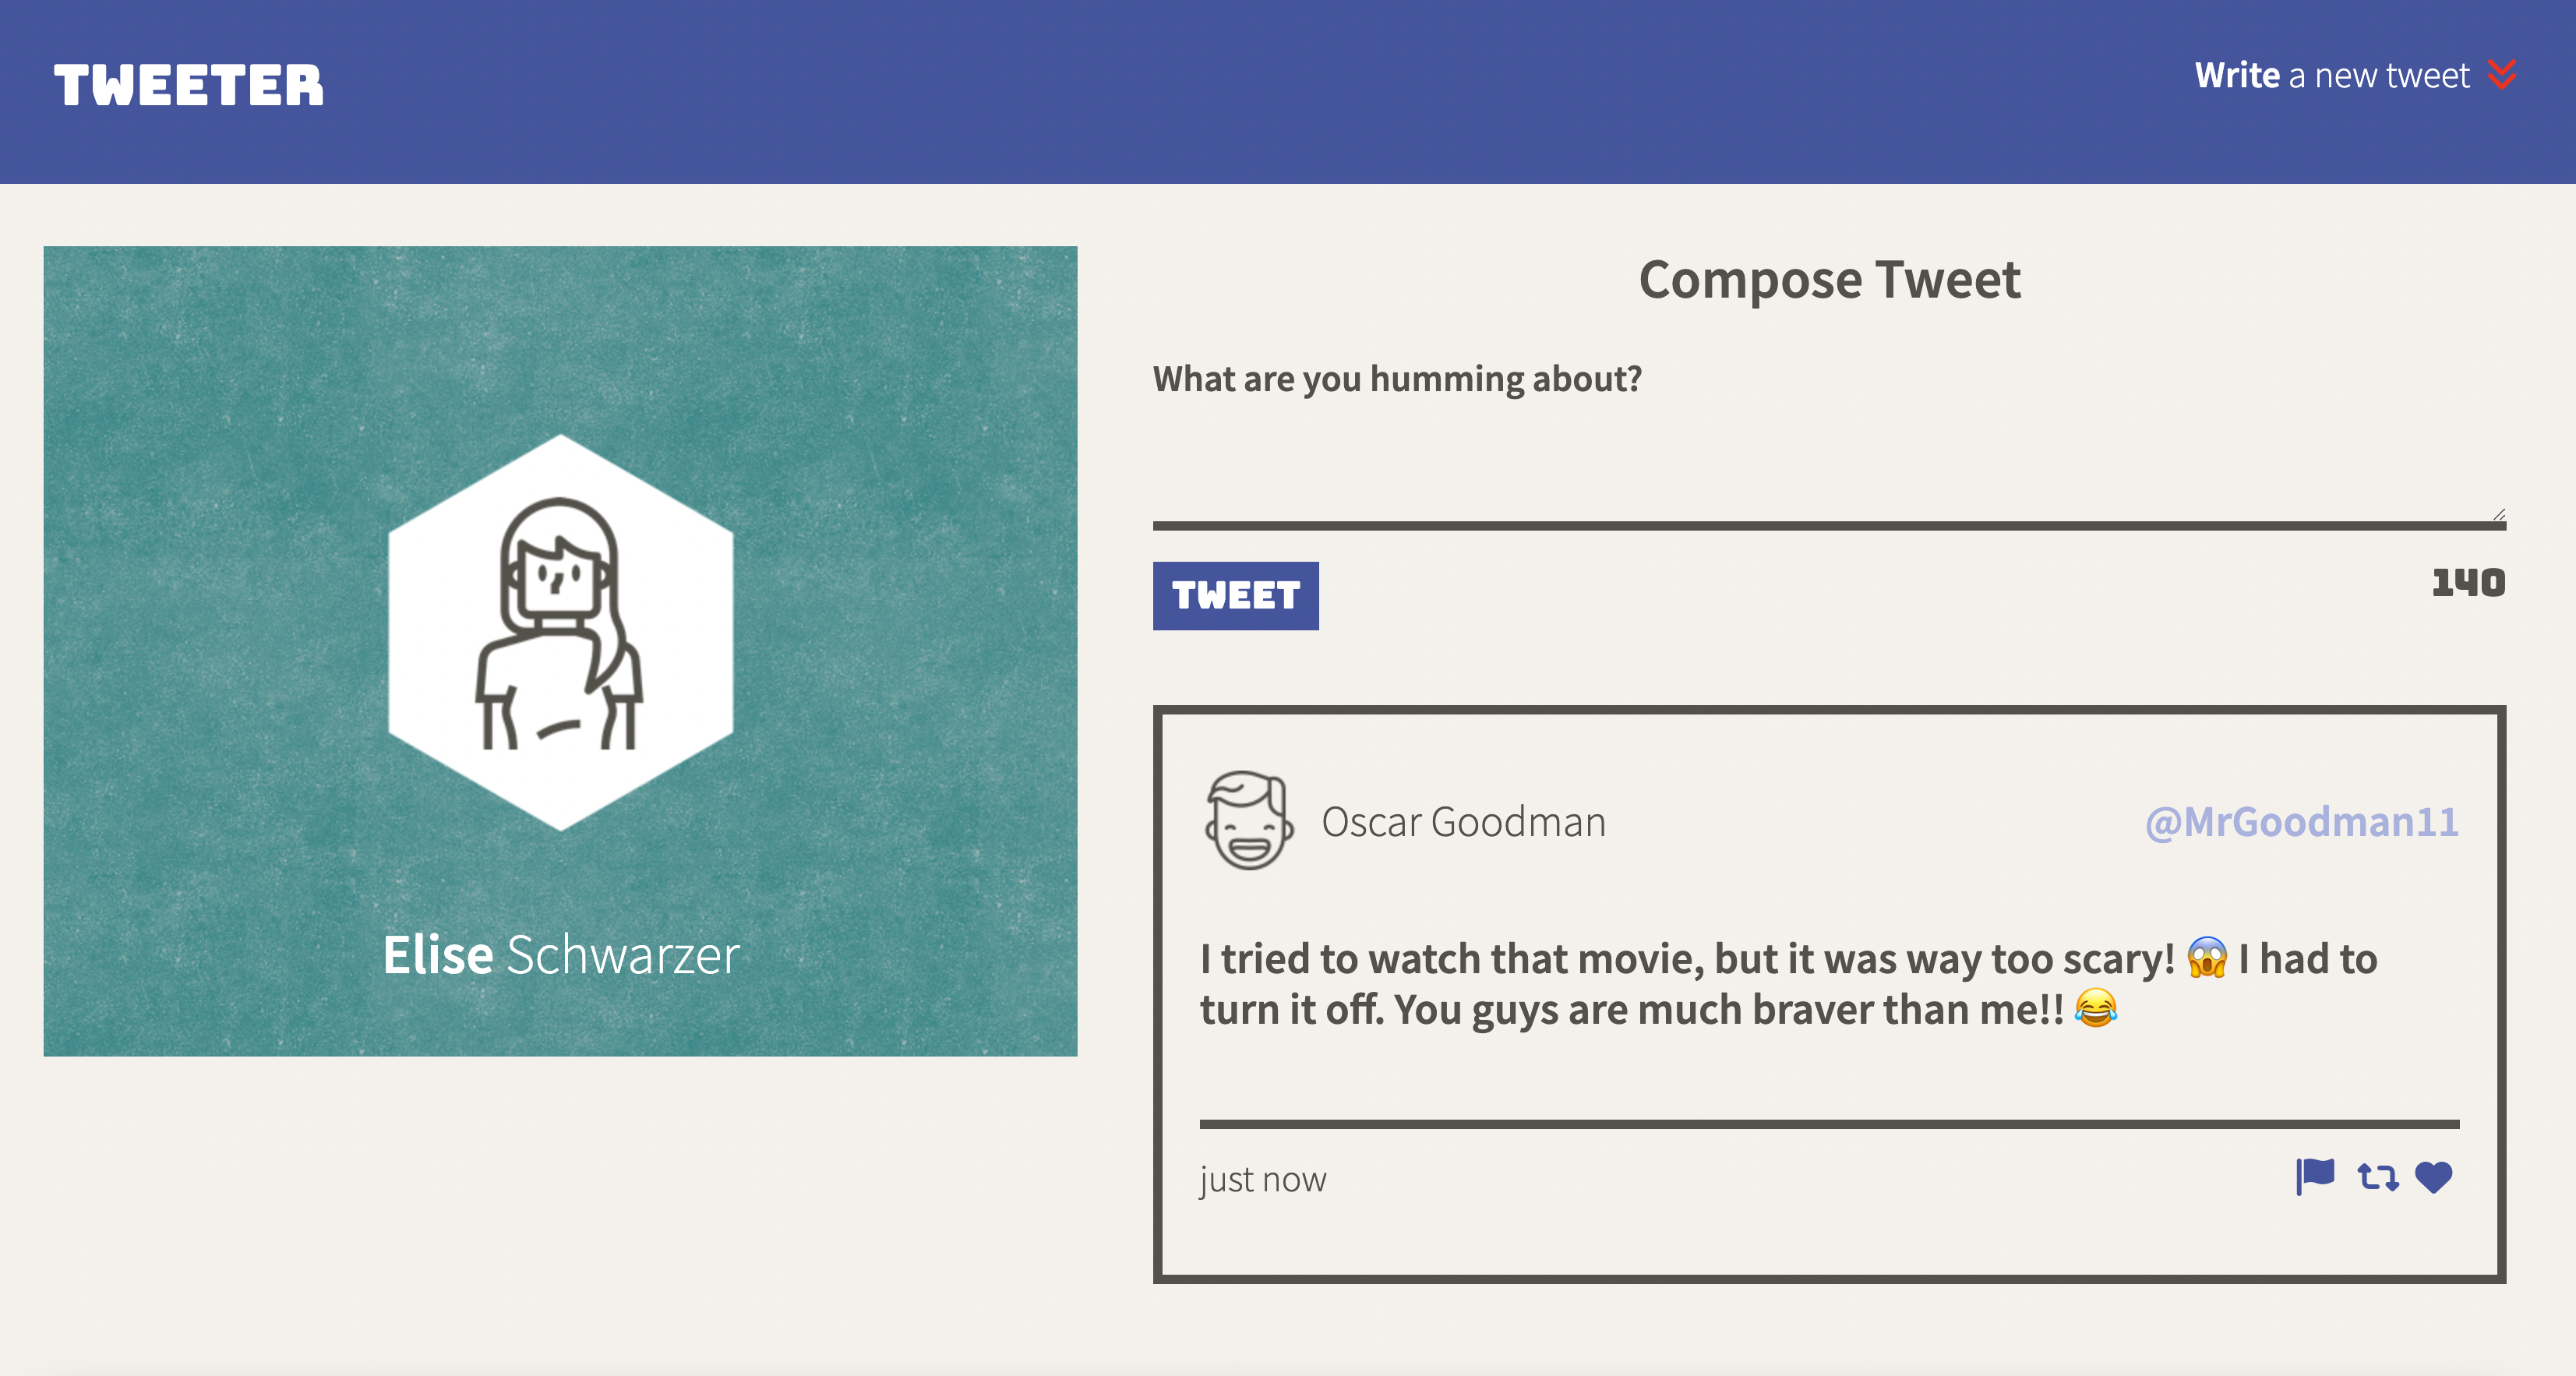 TWEETER
Write a new tweet
Elise Schwarzer
Compose Tweet
What are you humming about?
TWEET
140
Oscar Goodman
@MrGoodman11
I tried to watch that movie, but it was way too scary! 😱 I had to
turn it off. You guys are much braver than me!! 😂
just now